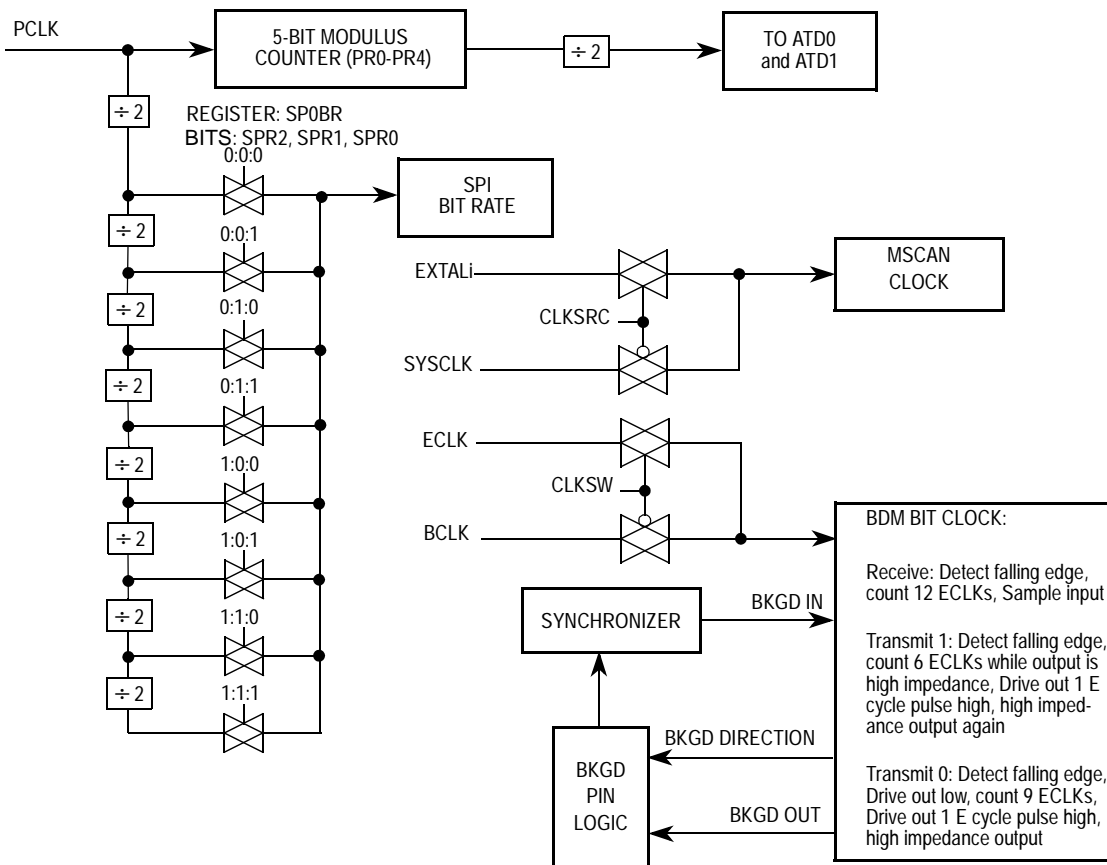 PCLK
5-BIT MODULUS
COUNTER (PR0-PR4)
÷ 2
TO ATD0
and ATD1
÷ 2
REGISTER: SP0BR
BITS: SPR2, SPR1, SPR0
0:0:0
SPI
BIT RATE
÷ 2
0:0:1
÷ 2
0:1:0
÷ 2
0:1:1
÷ 2
1:0:0
÷ 2
1:0:1
÷ 2
1:1:0
÷ 2
1:1:1
EXTALi
MSCAN
CLOCK
CLKSRC
SYSCLK
ECLK
CLKSW
BCLK
BDM BIT CLOCK:
Receive: Detect falling edge,
count 12 ECLKs, Sample input
Transmit 1: Detect falling edge,
count 6 ECLKs while output is
high impedance, Drive out 1 E
cycle pulse high, high imped-
ance output again
Transmit 0: Detect falling edge,
Drive out low, count 9 ECLKs,
Drive out 1 E cycle pulse high,
high impedance output
SYNCHRONIZER
BKGD IN
BKGD DIRECTION
BKGD
PIN
LOGIC
BKGD OUT